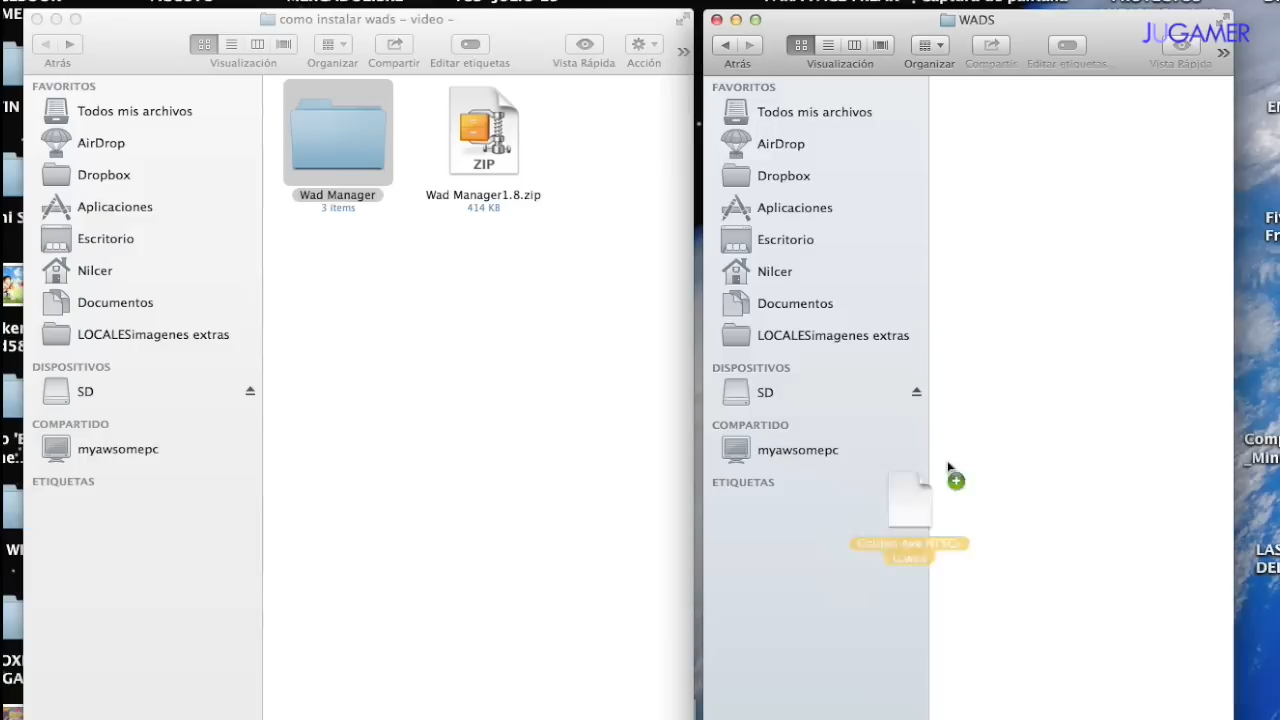 JUGAMER
como instalar wads – video –
Atrás
Visualización
Organizar
Compartir
Editar etiquetas
Vista Rápida
Acción
FAVORITOS
Todos mis archivos
AirDrop
Dropbox
Aplicaciones
Escritorio
Nilcer
Documentos
LOCALESimagenes extras
DISPOSITIVOS
SD
COMPARTIDO
myawsomepc
ETIQUETAS
Wad Manager
3 items
ZIP
Wad Manager1.8.zip
414 KB
WADS
Atrás
Visualización
Organizar
Compartir
Editar etiquetas
Vista Rápida
FAVORITOS
Todos mis archivos
AirDrop
Dropbox
Aplicaciones
Escritorio
Nilcer
Documentos
LOCALESimagenes extras
DISPOSITIVOS
SD
COMPARTIDO
myawsomepc
ETIQUETAS